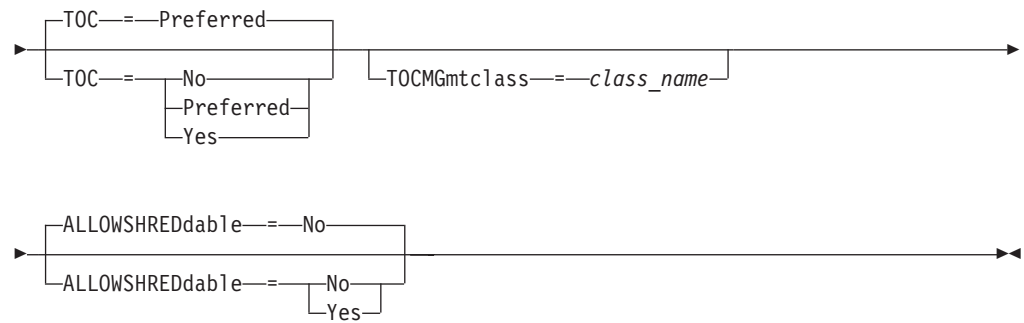 TOC = Preferred
TOC = No
TOCMGmtclass = class_name
Preferred
Yes
ALLOWSHREDdable = No
ALLOWSHREDdable = No
Yes